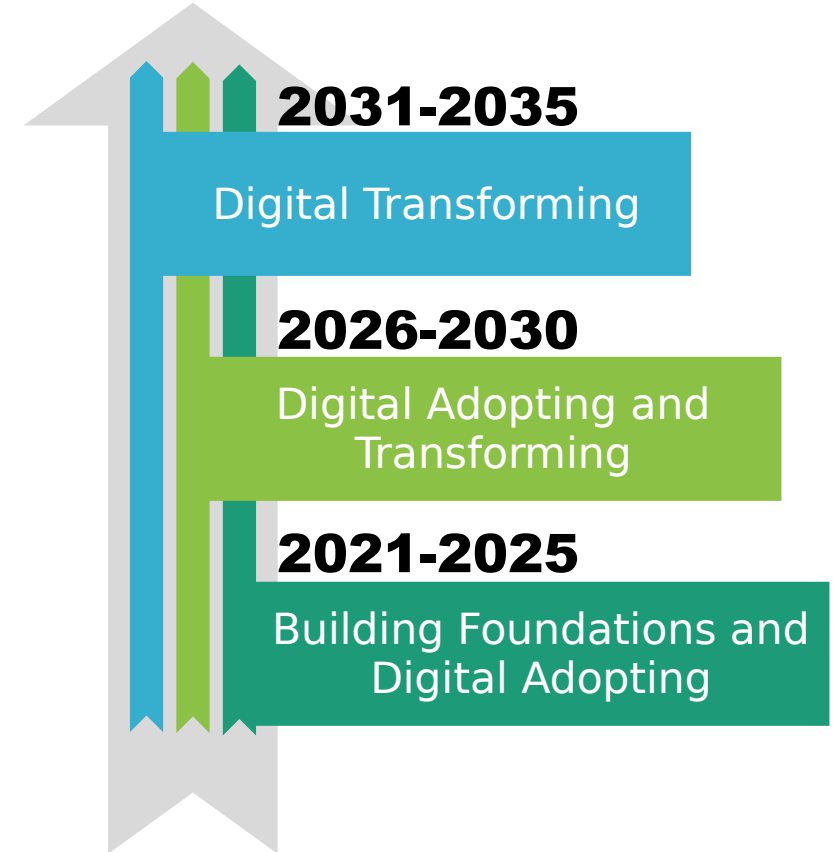 2031-2035
Digital Transforming
2026-2030
Digital Adopting and
Transforming
2021-2025
Building Foundations and
Digital Adopting